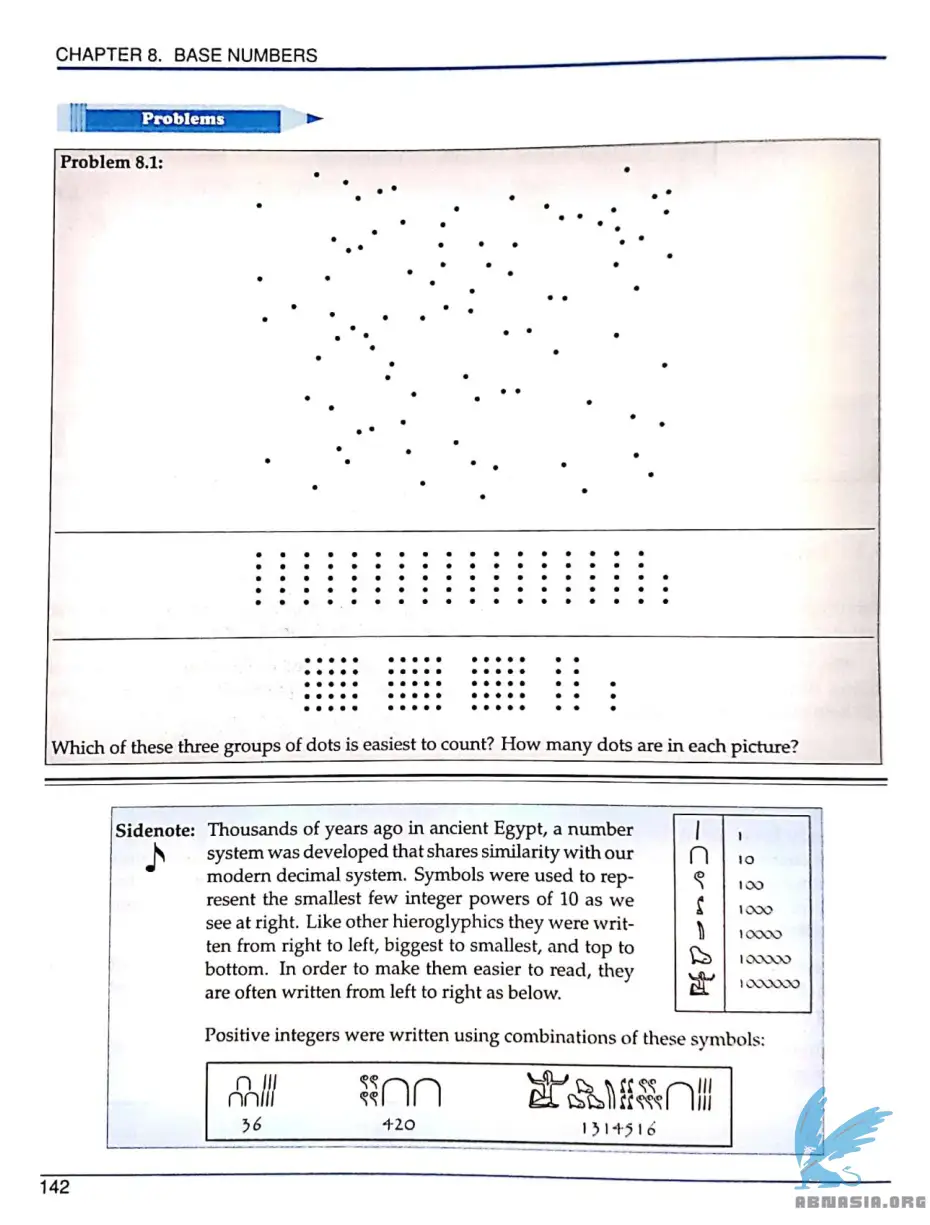 CHAPTER 8. BASE NUMBERS
Problems
Problem 8.1:
Which of these three groups of dots is easiest to count? How many dots are in each picture?
Sidenote: Thousands of years ago in ancient Egypt, a number
system was developed that shares similarity with our
modern decimal system. Symbols were used to rep-
resent the smallest few integer powers of 10 as we
see at right. Like other hieroglyphics they were writ-
ten from right to left, biggest to smallest, and top to
bottom. In order to make them easier to read, they
are often written from left to right as below.
1
10
100
1000
10000
100000
1000000
Positive integers were written using combinations of these symbols:
36 420 1314516
142
ABNASIA.ORG